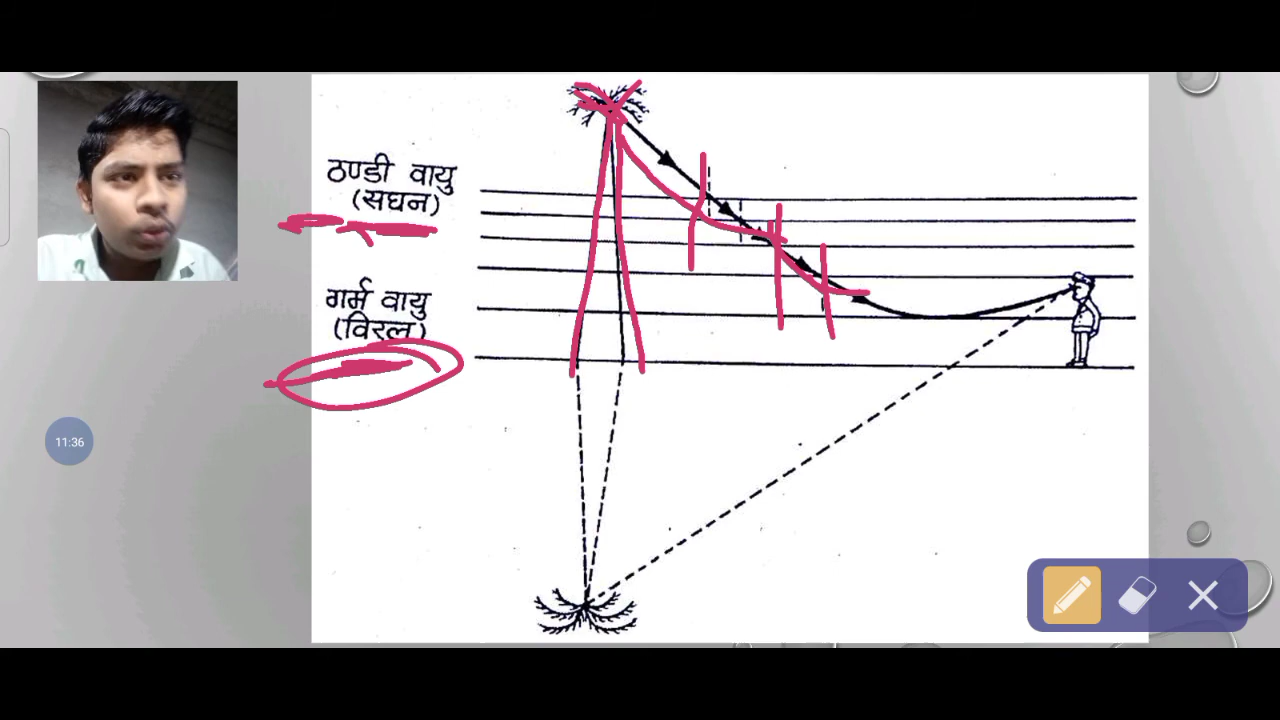 ठण्डी वायु
(सघन)
गर्म वायु
(विरल)
11:36